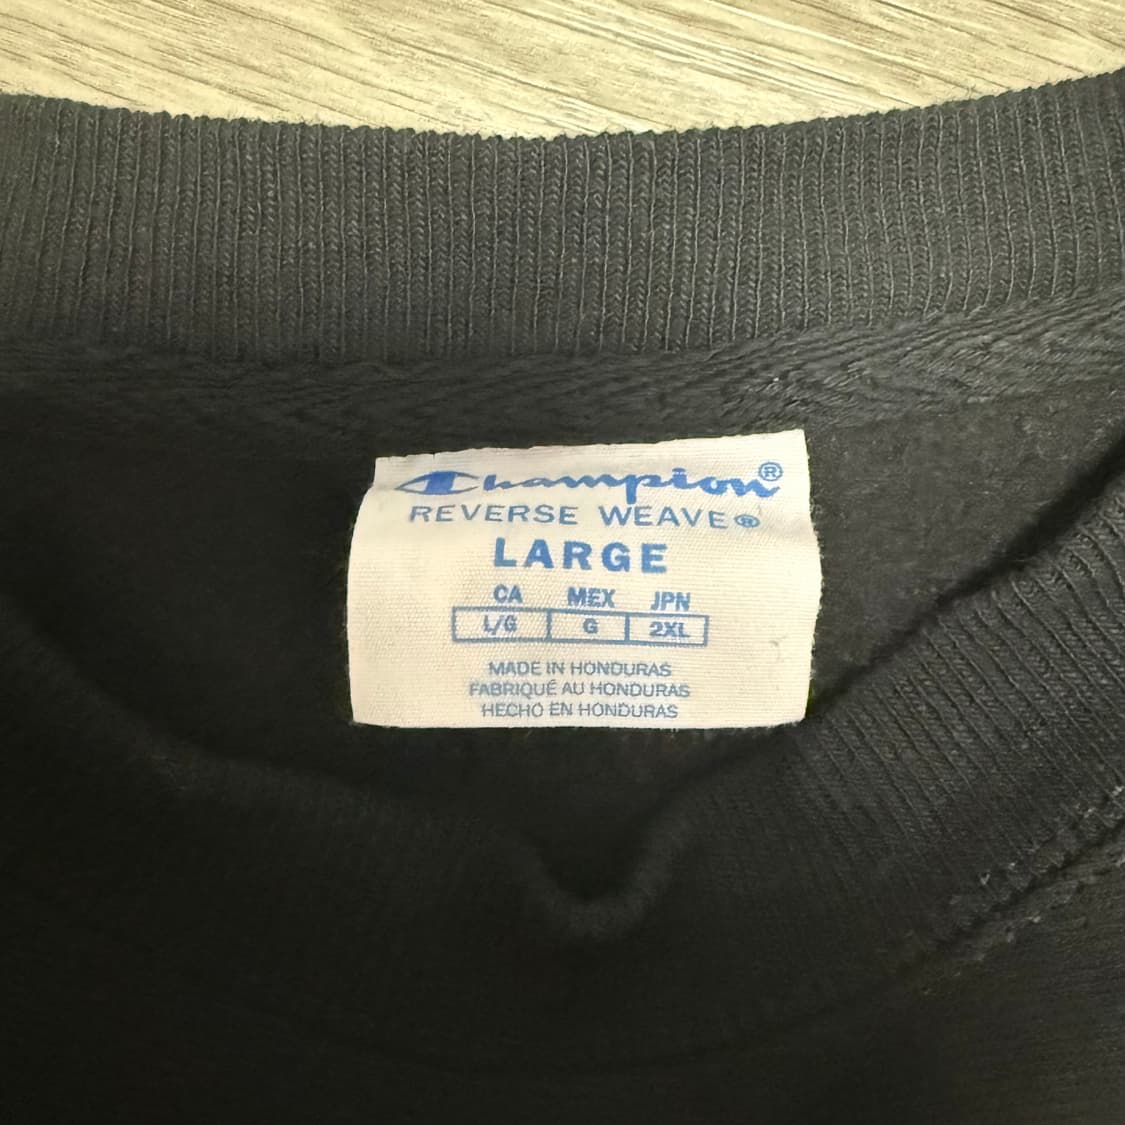 Champion®
REVERSE WEAVE®
LARGE
CA MEX JPN
L/G G 2XL
MADE IN HONDURAS
FABRIQUÉ AU HONDURAS
HECHO EN HONDURAS